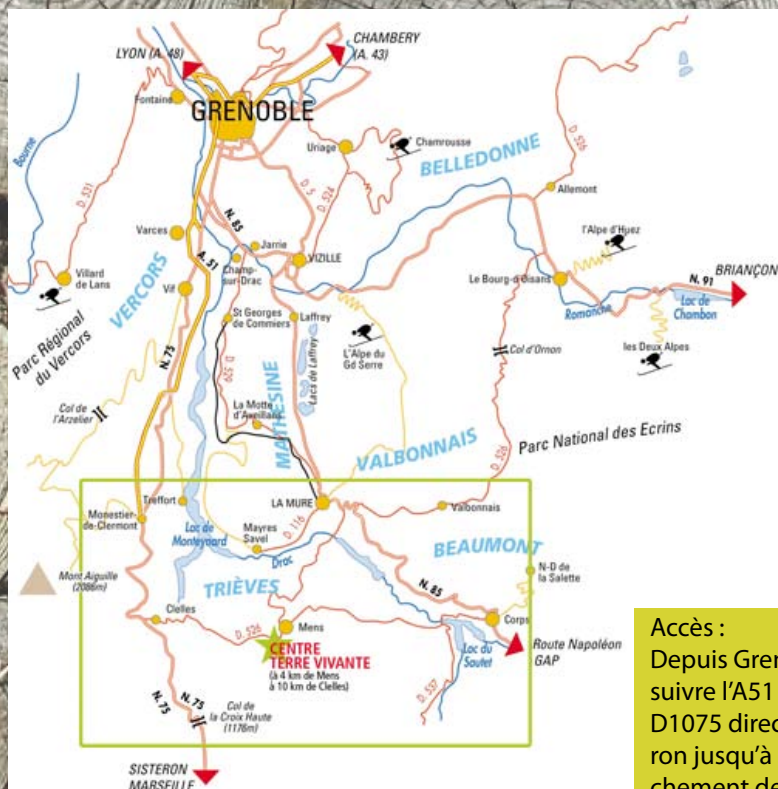 LYON (A. 48)
CHAMBERY
(A. 43)
Fontaine
GRENOBLE
Bourne
D. 531
Uriage
Chamrousse
BELLEDONNE
D. 526
D. 5
D. 524
Allemont
N. 85
Varces
A. 51
Jarrie
VIZILLE
Champ-
sur-Drac
l'Alpe d'Huez
BRIANÇON
N. 91
Villard
de Lans
VERCORS
Vif
Le Bourg-d'Oisans
Romanche
Lac de
Chambon
Parc Régional
du Vercors
St Georges
de Commiers
Laffrey
Lacs de Laffrey
L'Alpe du
Gd Serre
les Deux Alpes
N. 75
D. 529
Col d'Ornon
Col de
l'Arzelier
La Motte
d'Aveillans
MATHESINE
VALBONNAIS
D. 526
Parc National des Ecrins
Treffort
LA MURE
Valbonnais
Monestier-
de-Clermont
Lac de
Monteynard
Mayres
Savel
D. 116
BEAUMONT
Drac
N-D de
la Salette
Mont Aiguille
(2086m)
TRIÈVES
N. 85
Clelles
D. 526
Mens
Corps
CENTRE
TERRE VIVANTE
(à 4 km de Mens
à 10 km de Clelles)
Lac du
Sautet
Route Napoléon
GAP
D. 537
N. 75
N. 75
Col de
la Croix Haute
(1176m)
SISTERON
MARSEILLE
Accès :
Depuis Gren
suivre l'A51
D1075 direc
ron jusqu'à
chement de